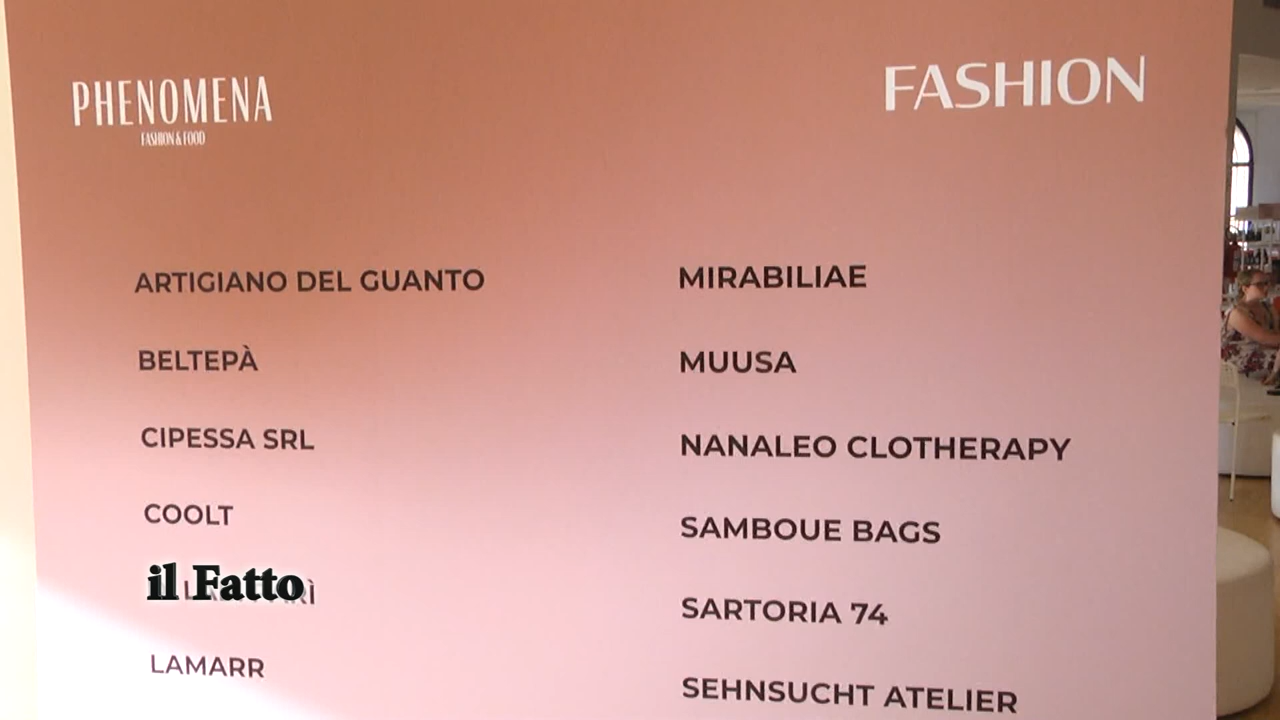 PHENOMENA
FASHION & FOOD
FASHION
ARTIGIANO DEL GUANTO
BELTEPÀ
CIPESSA SRL
COOLT
il Fatto
LAMARR
MIRABILIAE
MUUSA
NANALEO CLOTHERAPY
SAMBOUE BAGS
SARTORIA 74
SEHNSUCHT ATELIER